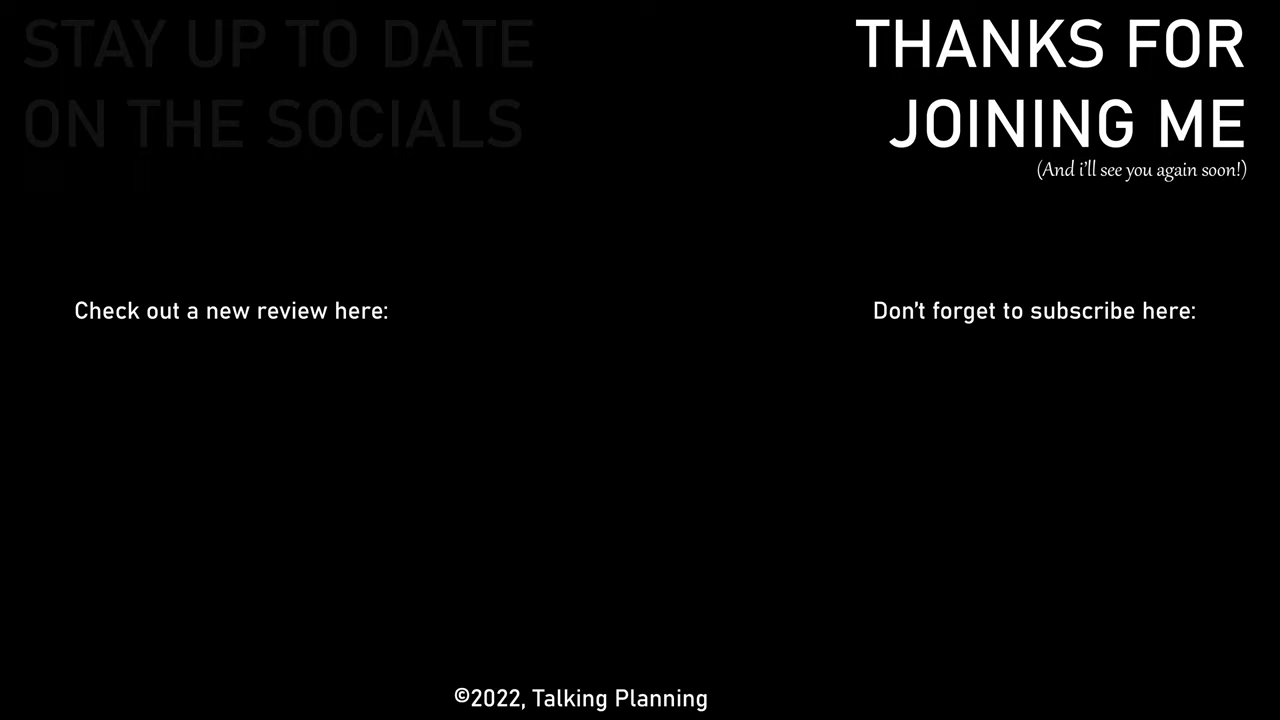 STAY UP TO DATE
ON THE SOCIALS
THANKS FOR
JOINING ME
(And i'll see you again soon!)
Check out a new review here:
Don't forget to subscribe here:
©2022, Talking Planning